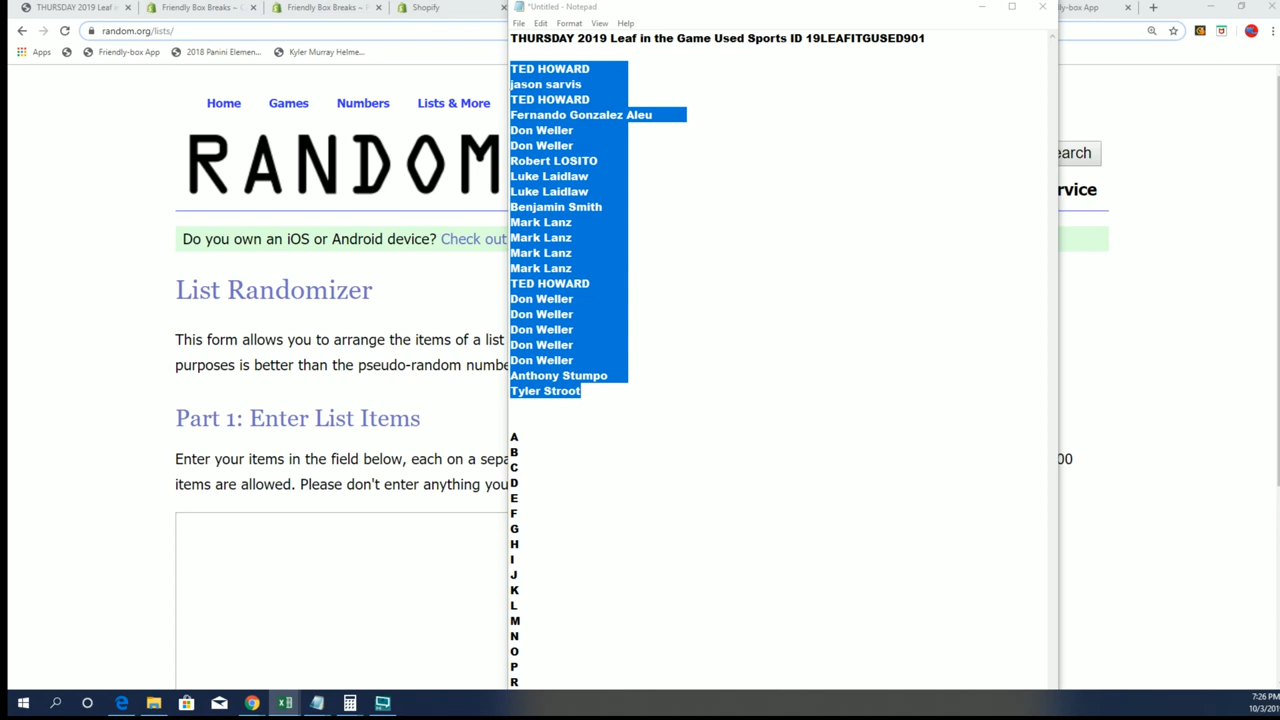 THURSDAY 2019 Leaf i
Friendly Box Breaks ~
Friendly Box Breaks ~ F
Shopify
*Untitled - Notepad
-box App
random.org/lists/
Apps
Friendly-box App
2018 Panini Elemen...
Kyler Murray Helme...
File Edit Format View Help
THURSDAY 2019 Leaf in the Game Used Sports ID 19LEAFITGUSED901
TED HOWARD
jason sarvis
TED HOWARD
Fernando Gonzalez Aleu
Don Weller
Don Weller
Robert LOSITO
Luke Laidlaw
Luke Laidlaw
Benjamin Smith
Mark Lanz
Mark Lanz
Mark Lanz
Mark Lanz
TED HOWARD
Don Weller
Don Weller
Don Weller
Don Weller
Don Weller
Anthony Stumpo
Tyler Stroot
A
B
C
D
E
F
G
H
I
J
K
L
M
N
O
P
R
Home Games Numbers Lists & More
RANDOM
earch
rvice
Do you own an iOS or Android device? Check out
List Randomizer
This form allows you to arrange the items of a list
purposes is better than the pseudo-random numbe
Part 1: Enter List Items
Enter your items in the field below, each on a sepa
00
items are allowed. Please don't enter anything you
7:26 PM
10/3/201